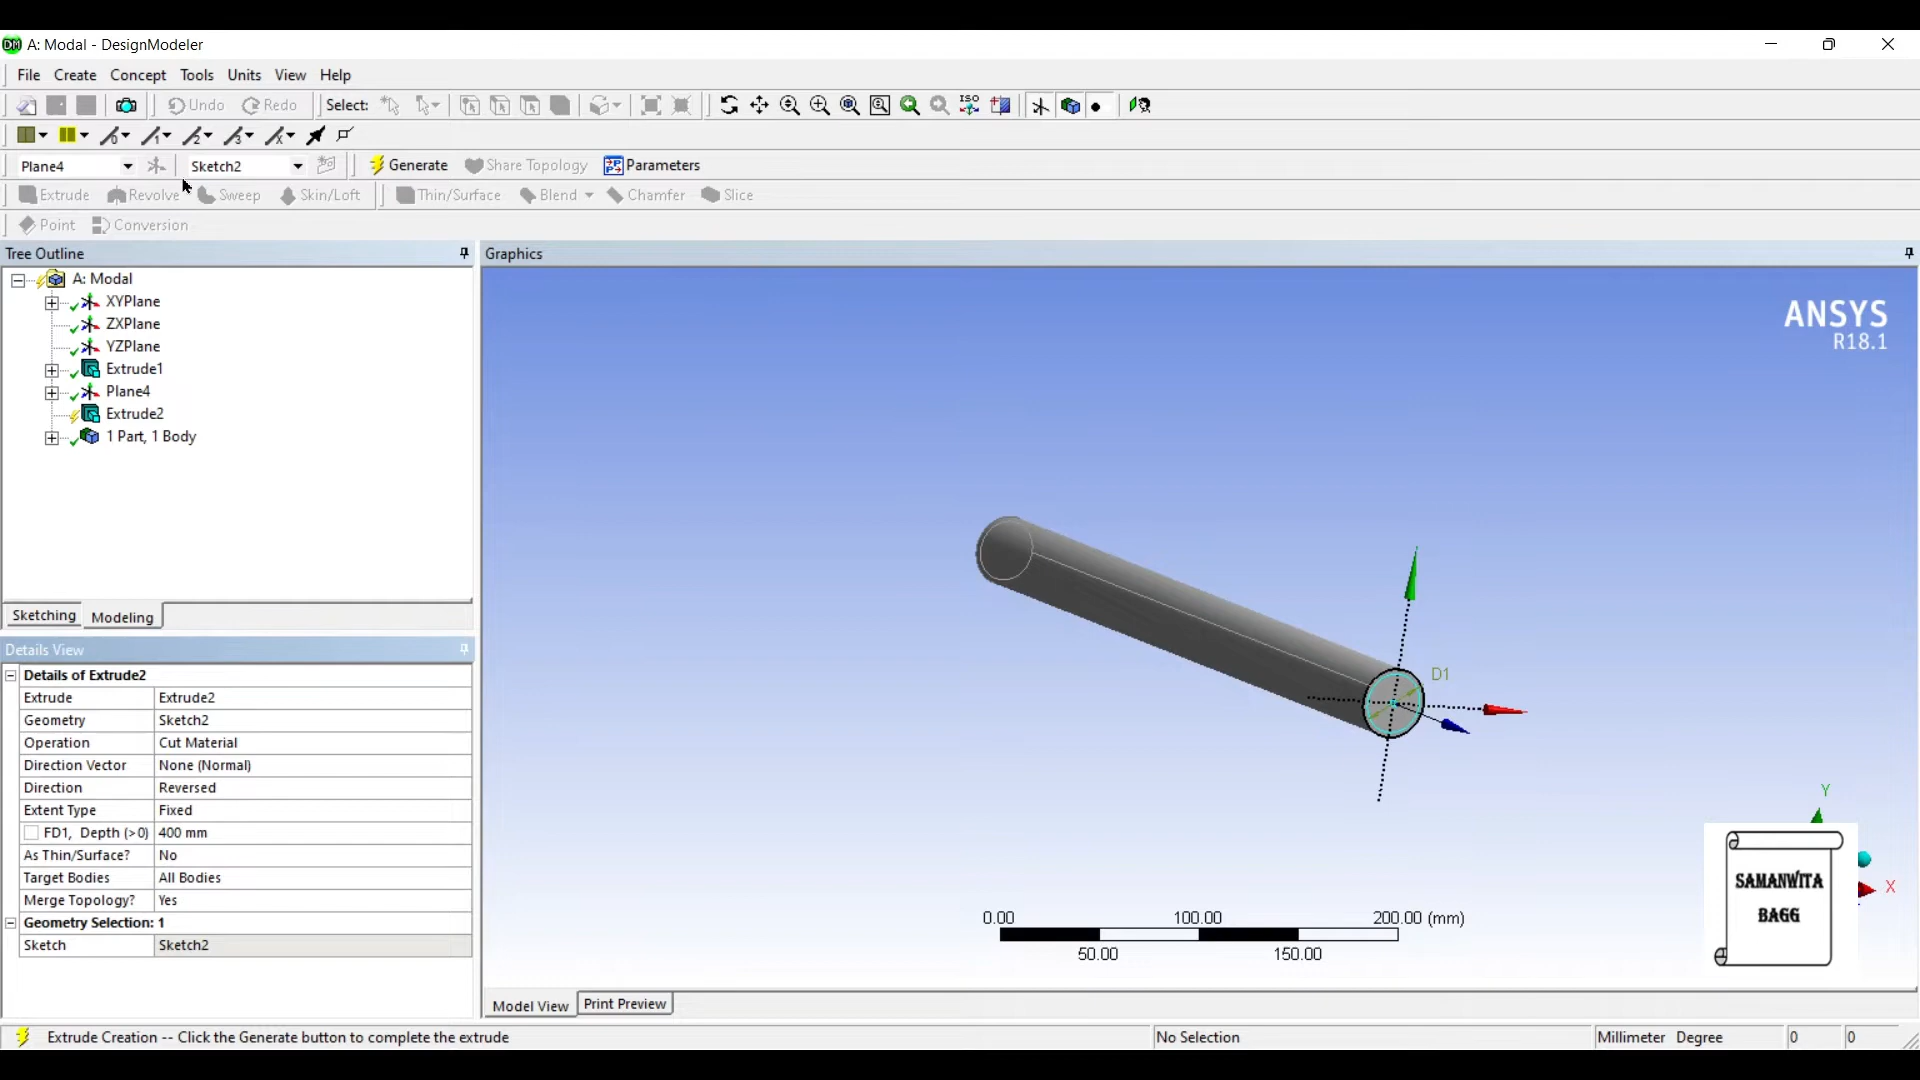 A: Modal - DesignModeler
File Create Concept Tools Units View Help
Undo Redo Select: ISO
Plane4 Sketch2 Generate Share Topology Parameters
Extrude Revolve Sweep Skin/Loft Thin/Surface Blend Chamfer Slice
Point Conversion
Tree Outline
A: Modal
XYPlane
ZXPlane
YZPlane
Extrude1
Plane4
Extrude2
1 Part, 1 Body
Sketching Modeling
Details View
Details of Extrude2
Extrude Extrude2
Geometry Sketch2
Operation Cut Material
Direction Vector None (Normal)
Direction Reversed
Extent Type Fixed
FD1, Depth (>0) 400 mm
As Thin/Surface? No
Target Bodies All Bodies
Merge Topology? Yes
Geometry Selection: 1
Sketch Sketch2
Graphics
ANSYS
R18.1
D1
Y
X
SAMANWITA
BAGG
0.00 100.00 200.00 (mm)
50.00 150.00
Model View Print Preview
Extrude Creation -- Click the Generate button to complete the extrude
No Selection
Millimeter Degree 0 0